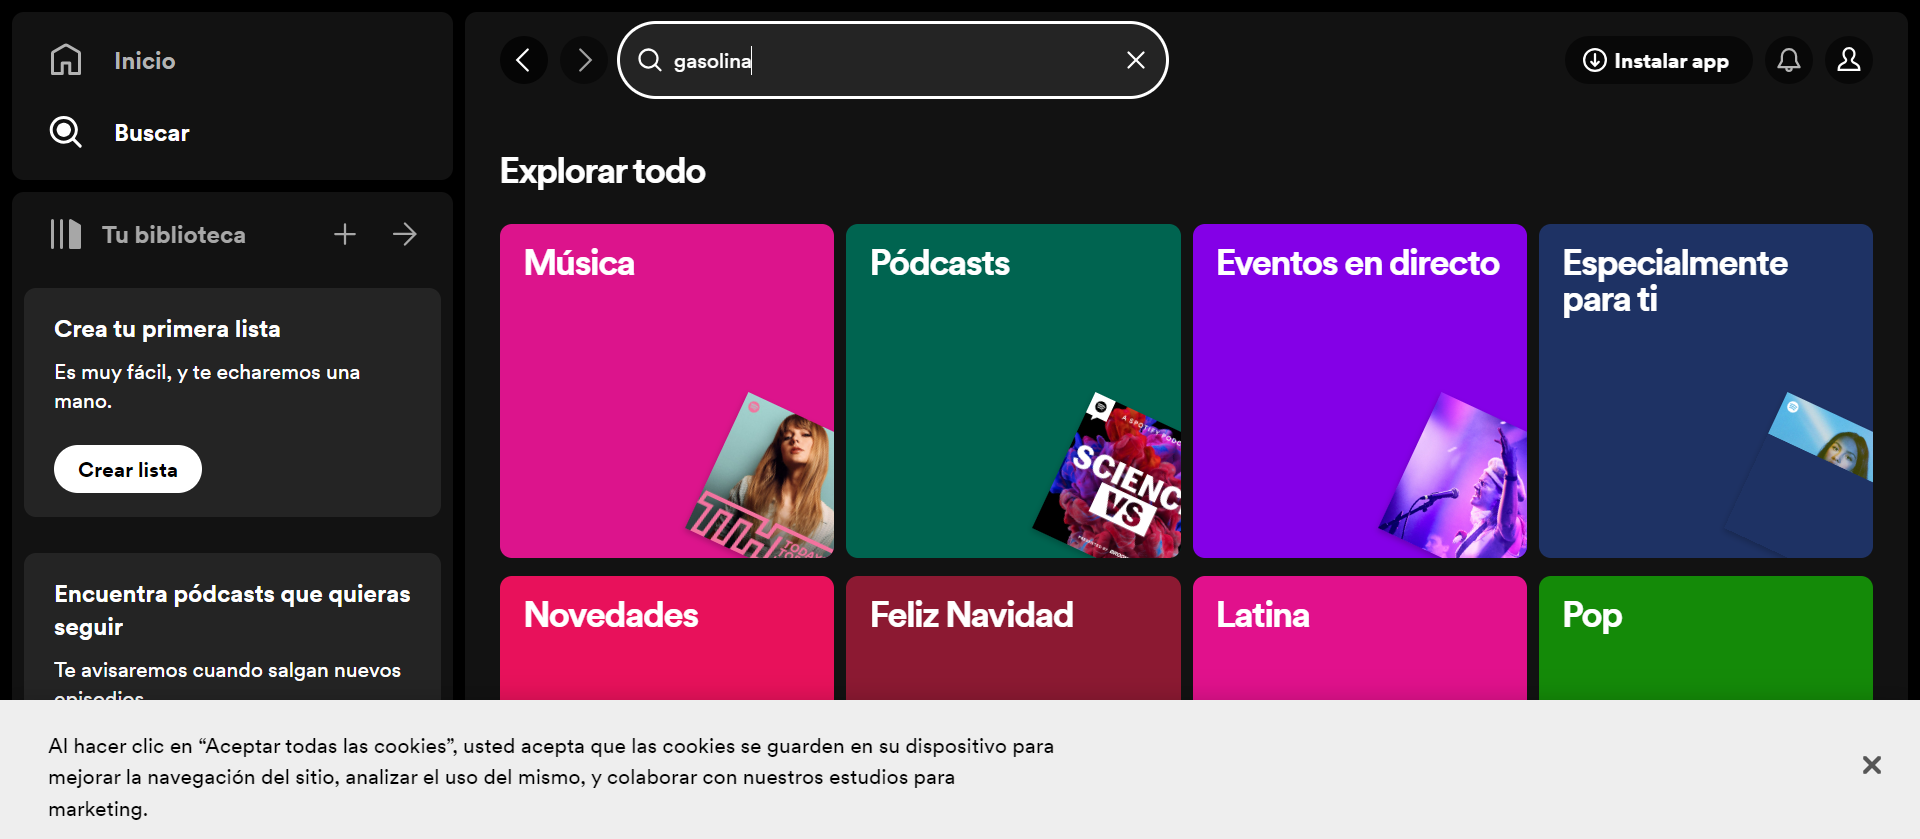 Inicio
Buscar
Tu biblioteca
Crea tu primera lista
Es muy fácil, y te echaremos una
mano.
Crear lista
Encuentra pódcasts que quieras
seguir
Te avisaremos cuando salgan nuevos
episodios
gasolina
Instalar app
Explorar todo
Música
Pódcasts
A SPOTIFY
SCIENC
VS
Eventos en directo
Especialmente
para ti
Novedades
Feliz Navidad
Latina
Pop
Al hacer clic en “Aceptar todas las cookies”, usted acepta que las cookies se guarden en su dispositivo para
mejorar la navegación del sitio, analizar el uso del mismo, y colaborar con nuestros estudios para
marketing.